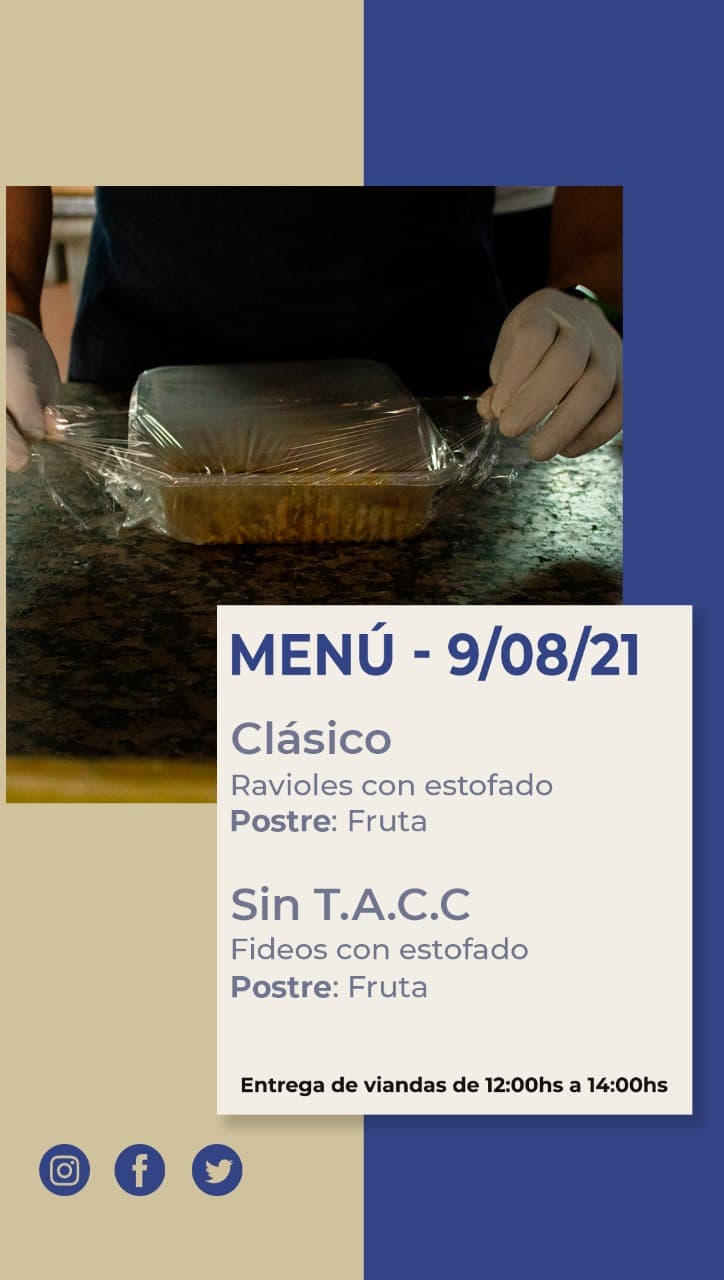 MENÚ - 9/08/21
Clásico
Ravioles con estofado
Postre: Fruta
Sin T.A.C.C
Fideos con estofado
Postre: Fruta
Entrega de viandas de 12:00hs a 14:00hs